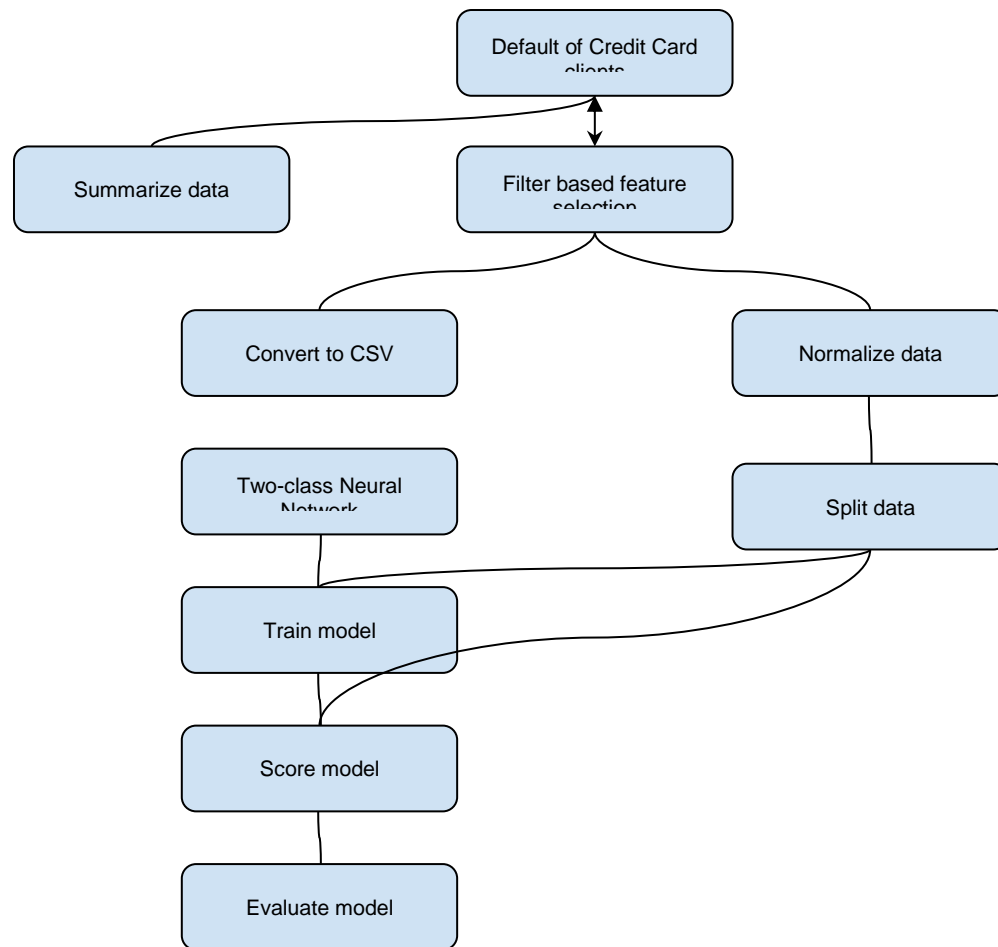 Default of Credit Card
clients
Summarize data
Filter based feature
selection
Convert to CSV
Normalize data
Two-class Neural
Network
Split data
Train model
Score model
Evaluate model